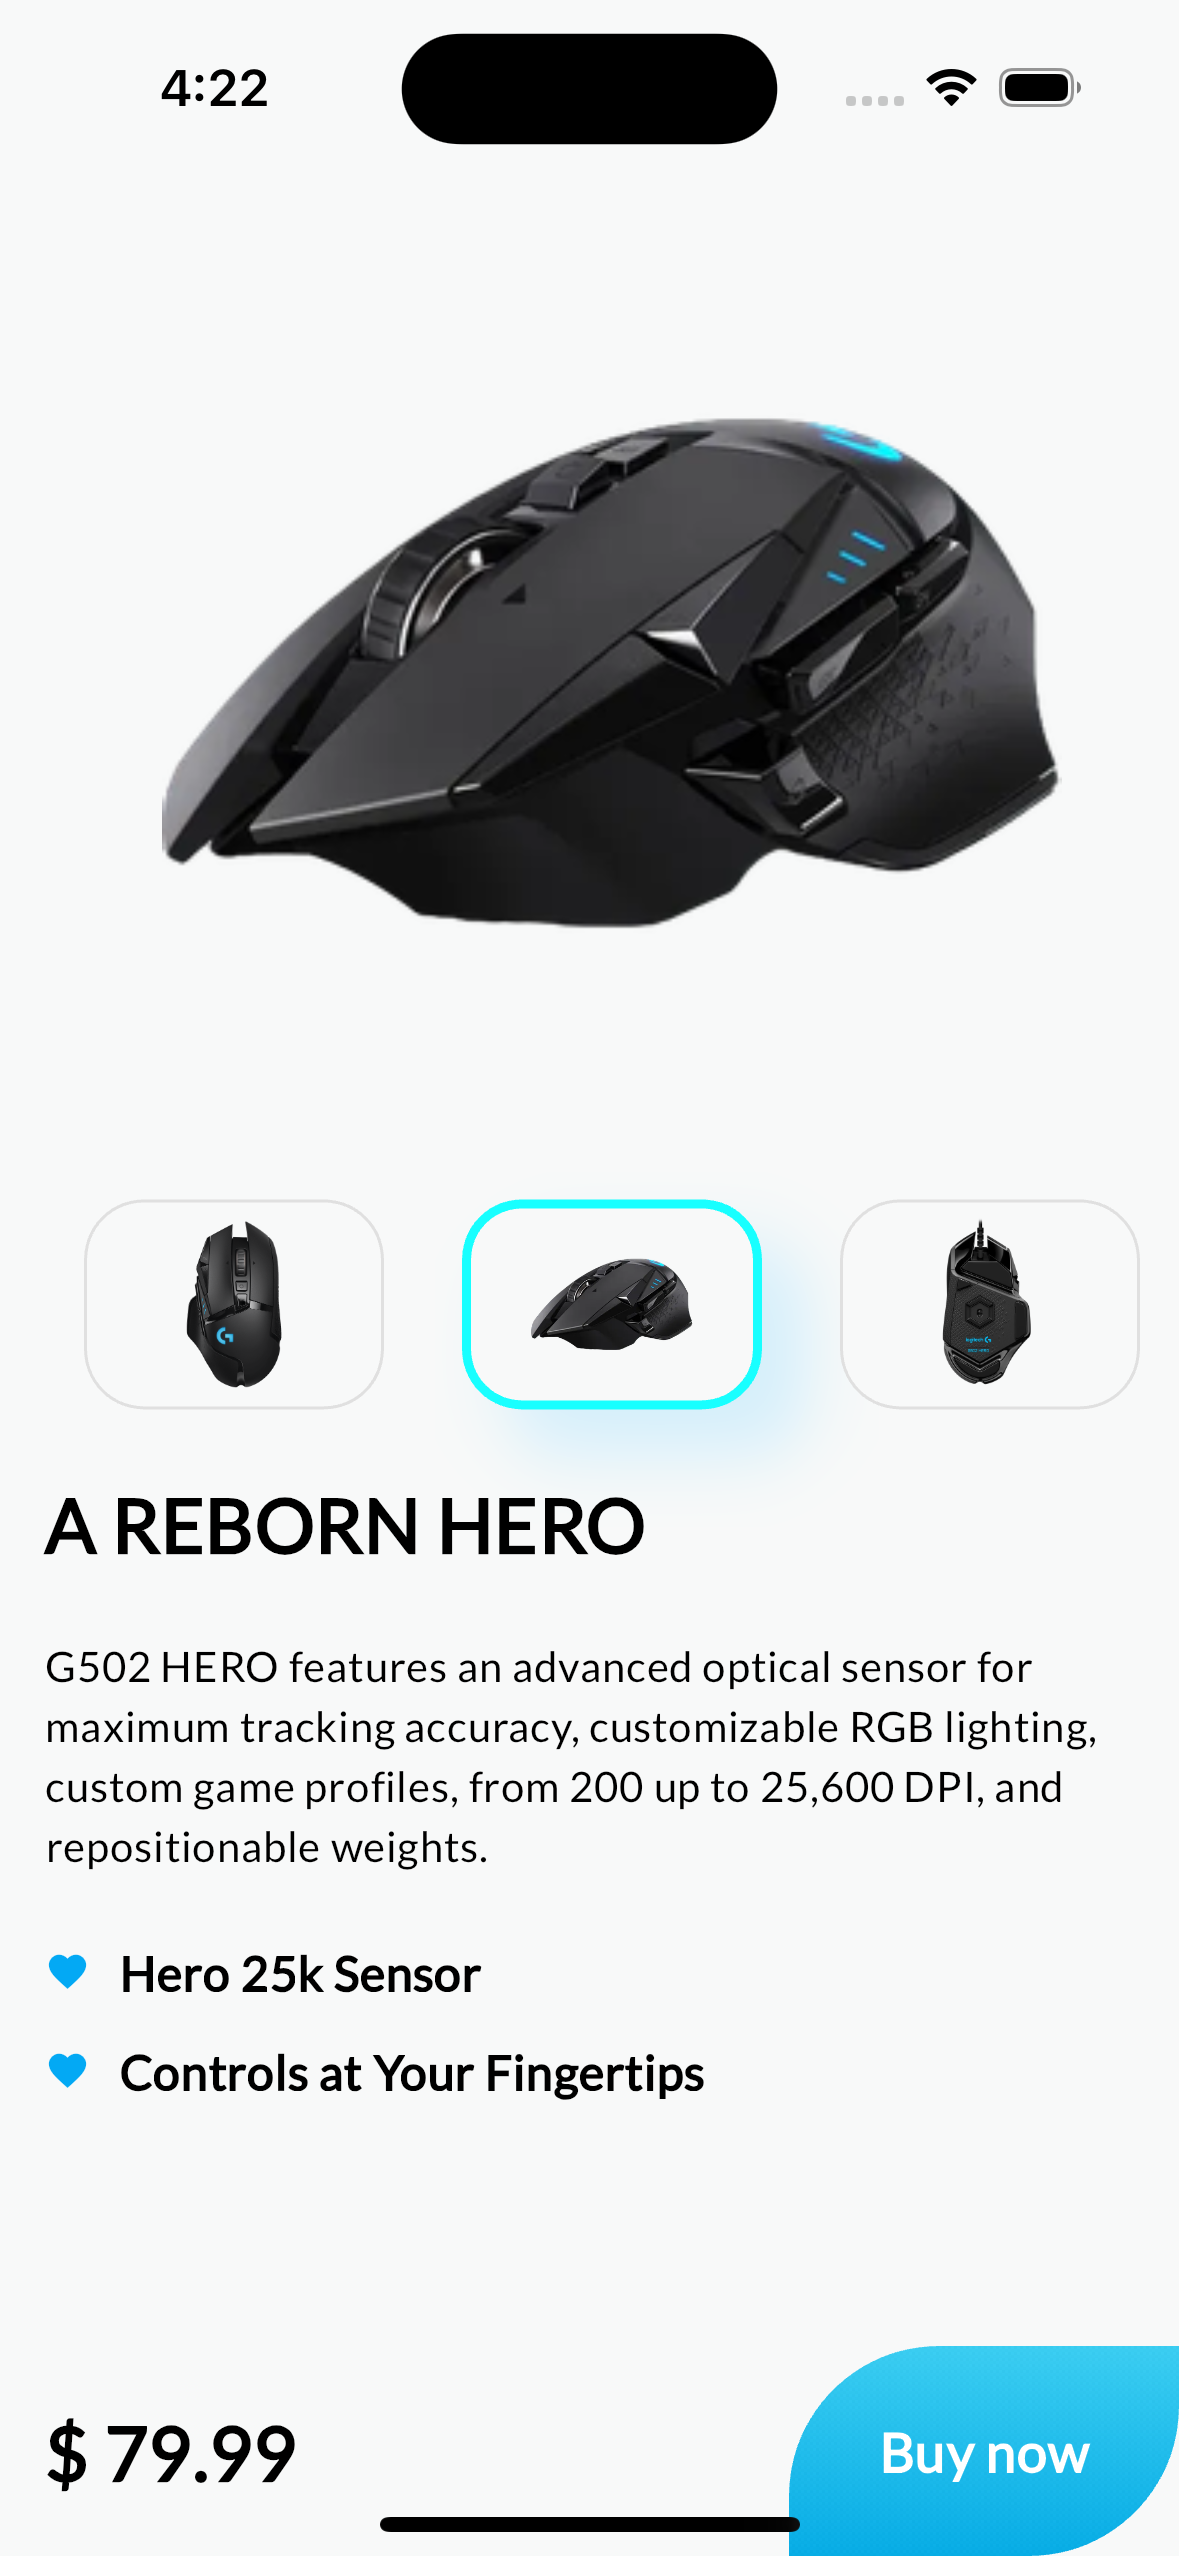 4:22
A REBORN HERO
G502 HERO features an advanced optical sensor for
maximum tracking accuracy, customizable RGB lighting,
custom game profiles, from 200 up to 25,600 DPI, and
repositionable weights.
Hero 25k Sensor
Controls at Your Fingertips
$ 79.99
Buy now